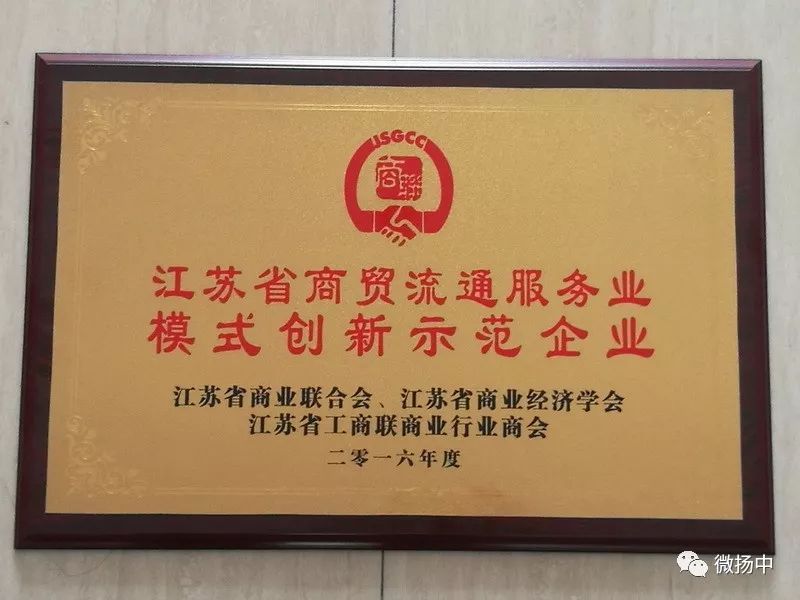 JSGCC
商联
江苏省商贸流通服务业
模式创新示范企业
江苏省商业联合会、江苏省商业经济学会
江苏省工商联商业行业商会
二零一六年度
微扬中